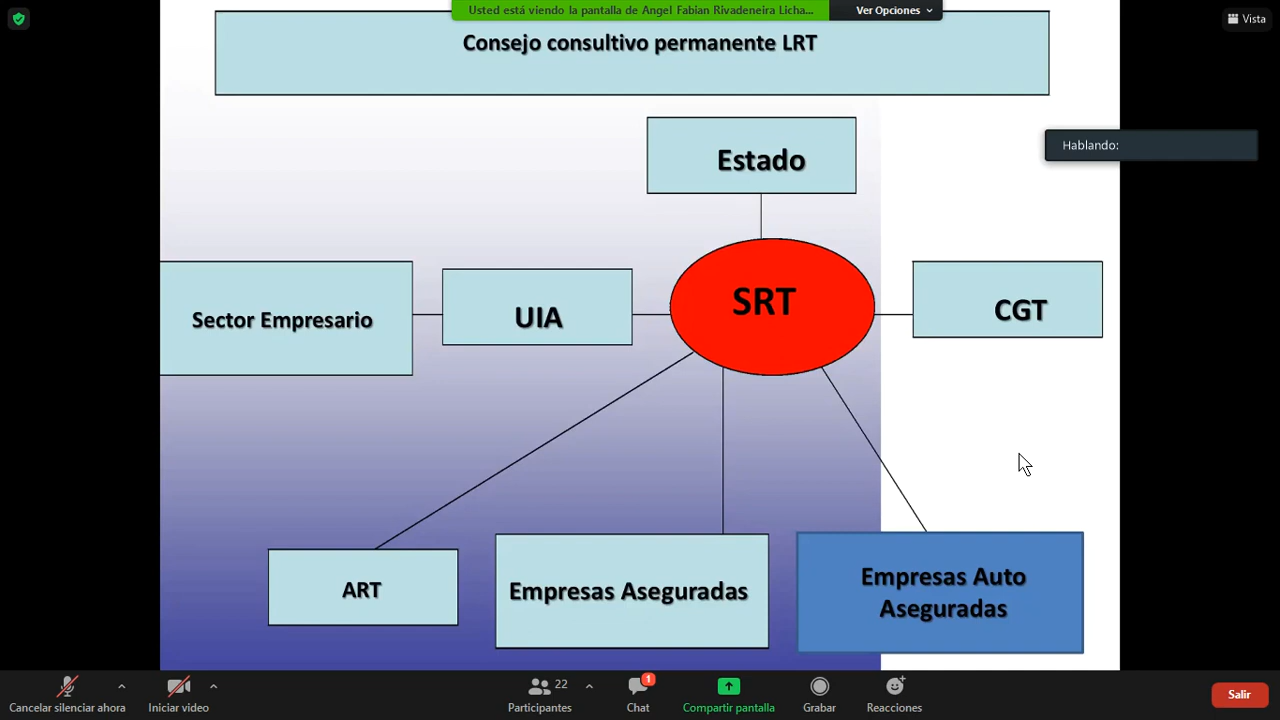 Usted está viendo la pantalla de Angel Fabian Rivadeneira Licha...
Ver Opciones
Vista
Consejo consultivo permanente LRT
Hablando:
Estado
Sector Empresario
UIA
SRT
CGT
ART
Empresas Aseguradas
Empresas Auto
Aseguradas
Cancelar silenciar ahora
Iniciar video
22
Participantes
1
Chat
Compartir pantalla
Grabar
Reacciones
Salir